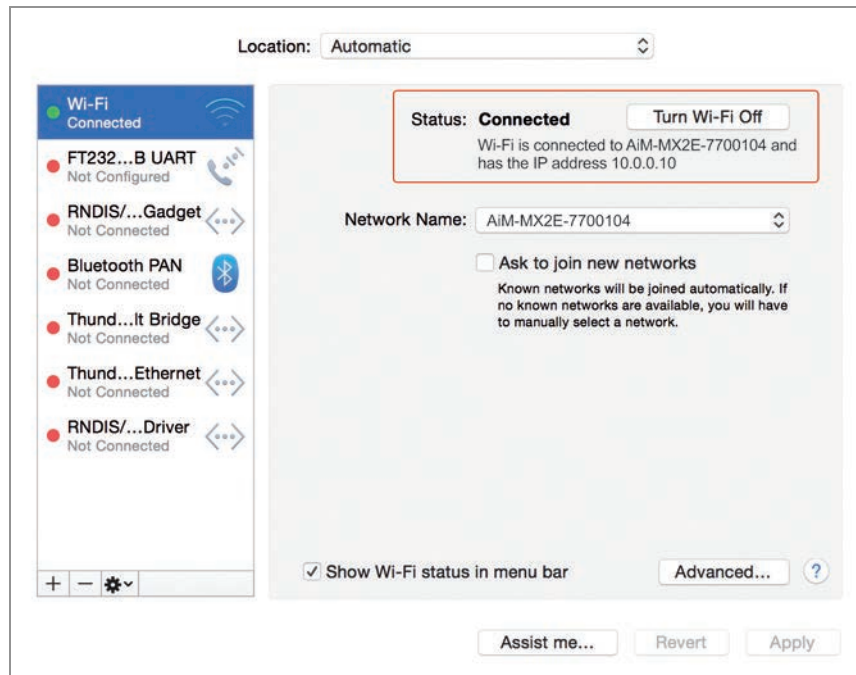 Location: Automatic
Wi-Fi
Connected
FT232...B UART
Not Configured
RNDIS/...Gadget
Not Connected
Bluetooth PAN
Not Connected
Thund...lt Bridge
Not Connected
Thund...Ethernet
Not Connected
RNDIS/...Driver
Not Connected
Status: Connected Turn Wi-Fi Off
Wi-Fi is connected to AiM-MX2E-7700104 and
has the IP address 10.0.0.10
Network Name: AiM-MX2E-7700104
Ask to join new networks
Known networks will be joined automatically. If
no known networks are available, you will have
to manually select a network.
+ −
Show Wi-Fi status in menu bar Advanced... ?
Assist me... Revert Apply